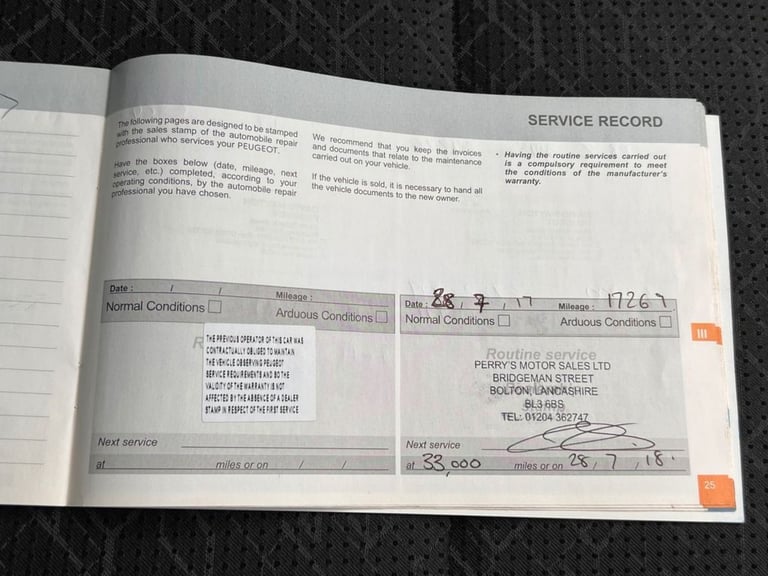 SERVICE RECORD
The following pages are designed to be stamped
with the sales stamp of the automobile repair
professional who services your PEUGEOT.
Have the boxes below (date, mileage, next
service, etc.) completed, according to your
operating conditions, by the automobile repair
professional you have chosen.
We recommend that you keep the invoices
and documents that relate to the maintenance
carried out on your vehicle.
If the vehicle is sold, it is necessary to hand all
the vehicle documents to the new owner.
• Having the routine services carried out
is a compulsory requirement to meet
the conditions of the manufacturer's
warranty.
Date : / / Mileage :
Normal Conditions Arduous Conditions
THE PREVIOUS OPERATOR OF THIS CAR WAS
CONTRACTUALLY OBLIGED TO MAINTAIN
THE VEHICLE OBSERVING PEUGEOT
SERVICE REQUIREMENTS AND SO THE
VALIDITY OF THE WARRANTY IS NOT
AFFECTED BY THE ABSENCE OF A DEALER
STAMP IN RESPECT OF THE FIRST SERVICE
Next service
at miles or on / /
Date : 28 / 7 / 17 Mileage : 17267
Normal Conditions Arduous Conditions
Routine service
PERRY'S MOTOR SALES LTD
BRIDGEMAN STREET
BOLTON, LANCASHIRE
BL3 6BS
TEL: 01204 362747
Next service
at 33,000 miles or on 28 / 7 / 18.
III
25